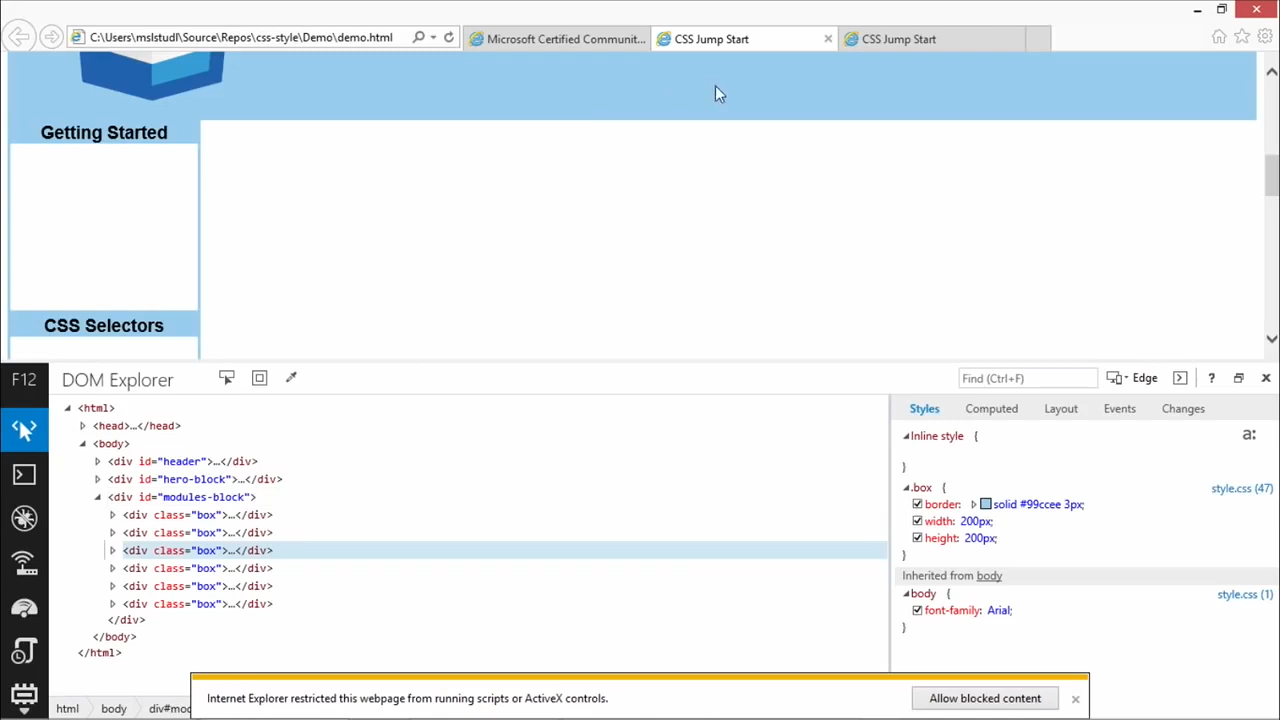 C:\Users\mslstudl\Source\Repos\css-style\Demo\demo.html
Microsoft Certified Communit...
CSS Jump Start
CSS Jump Start
Getting Started
CSS Selectors
F12
DOM Explorer
Find (Ctrl+F)
Edge
?
<html>
<head>...</head>
<body>
<div id="header">...</div>
<div id="hero-block">...</div>
<div id="modules-block">
<div class="box">...</div>
<div class="box">...</div>
<div class="box">...</div>
<div class="box">...</div>
<div class="box">...</div>
<div class="box">...</div>
</div>
</body>
</html>
html body div#mod
Styles Computed Layout Events Changes
Inline style {
a:
}
.box { style.css (47)
border: solid #99ccee 3px;
width: 200px;
height: 200px;
}
Inherited from body
body { style.css (1)
font-family: Arial;
}
Internet Explorer restricted this webpage from running scripts or ActiveX controls.
Allow blocked content